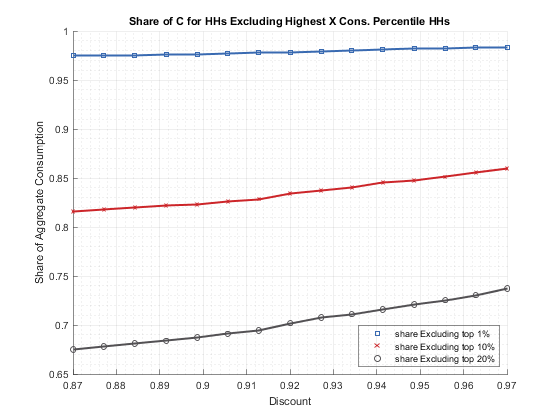 Share of C for HHs Excluding Highest X Cons. Percentile HHs
1
0.95
0.9
0.85
0.8
0.75
0.7
0.65
Share of Aggregate Consumption
share Excluding top 1%
share Excluding top 10%
share Excluding top 20%
0.87 0.88 0.89 0.9 0.91 0.92 0.93 0.94 0.95 0.96 0.97
Discount